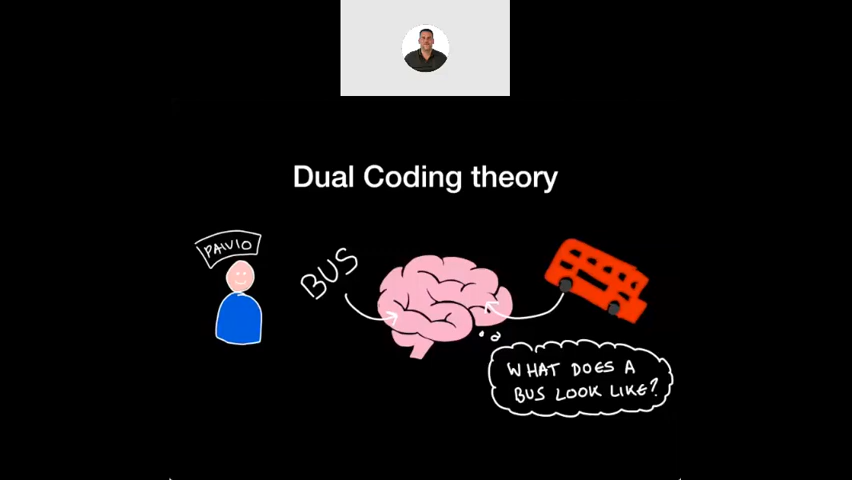 Dual Coding theory
PAIVIO
BUS
WHAT DOES A
BUS LOOK LIKE?